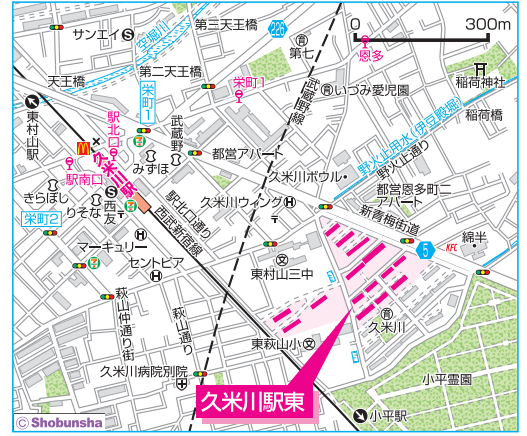 サンエイ
空堀川
第三天王橋
226
第七
0
300m
恩多
天王橋
第二天王橋
栄町1
武蔵野線
いづみ愛児園
稲荷神社
稲荷橋
東村山駅
栄町1
駅北口
武蔵野
都営アパート
野火止用水(伊豆殿堀)
野火止通り
久米川駅
みずほ
久米川ボウル
都営恩多町二
アパート
駅南口
きらぼし
りそな
西友
駅北口通り
久米川ウィング
新青梅街道
栄町2
西武新宿線
5
KFC
綿半
マーキュリー
セントピア
東村山三中
萩山仲通り街
萩山通り
久米川
東萩山小
久米川病院別院
小平霊園
久米川駅東
小平駅
© Shobunsha